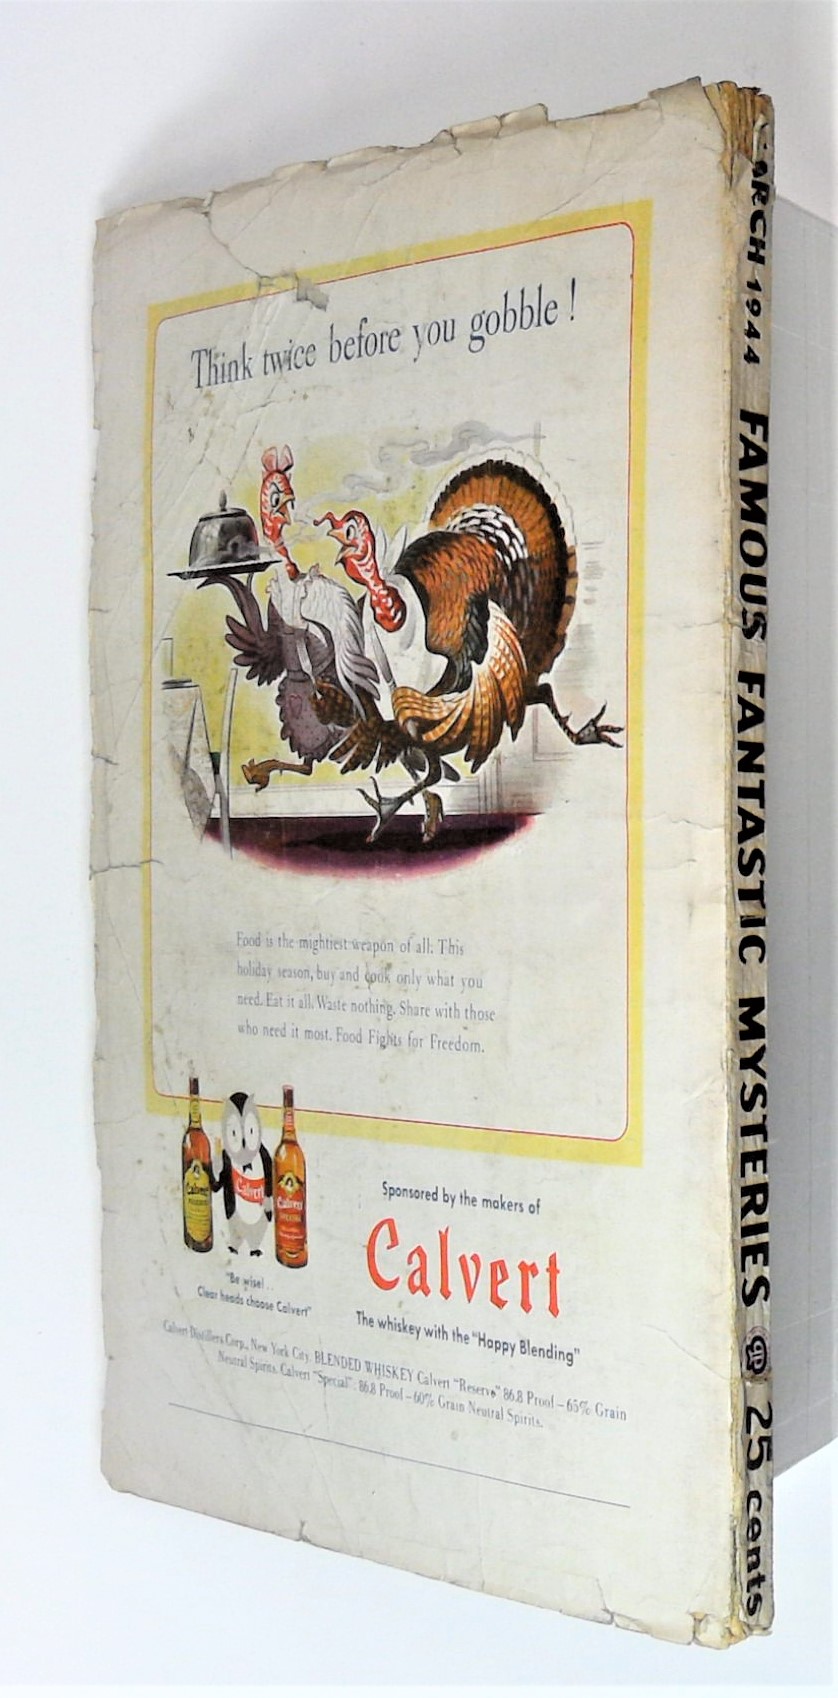 Think twice before you gobble!
Food is the mightiest weapon of all. This
holiday season, buy and cook only what you
need. Eat it all. Waste nothing. Share with those
who need it most. Food Fights for Freedom.
Calvert
Calvert
Calvert
"Be wise!..
Clear heads choose Calvert"
Sponsored by the makers of
Calvert
The whiskey with the "Happy Blending"
Calvert Distillers Corp., New York City. BLENDED WHISKEY Calvert "Reserve" 86.8 Proof—65% Grain
Neutral Spirits. Calvert "Special": 86.8 Proof—60% Grain Neutral Spirits.
ARCH 1944 FAMOUS FANTASTIC MYSTERIES 25 cents